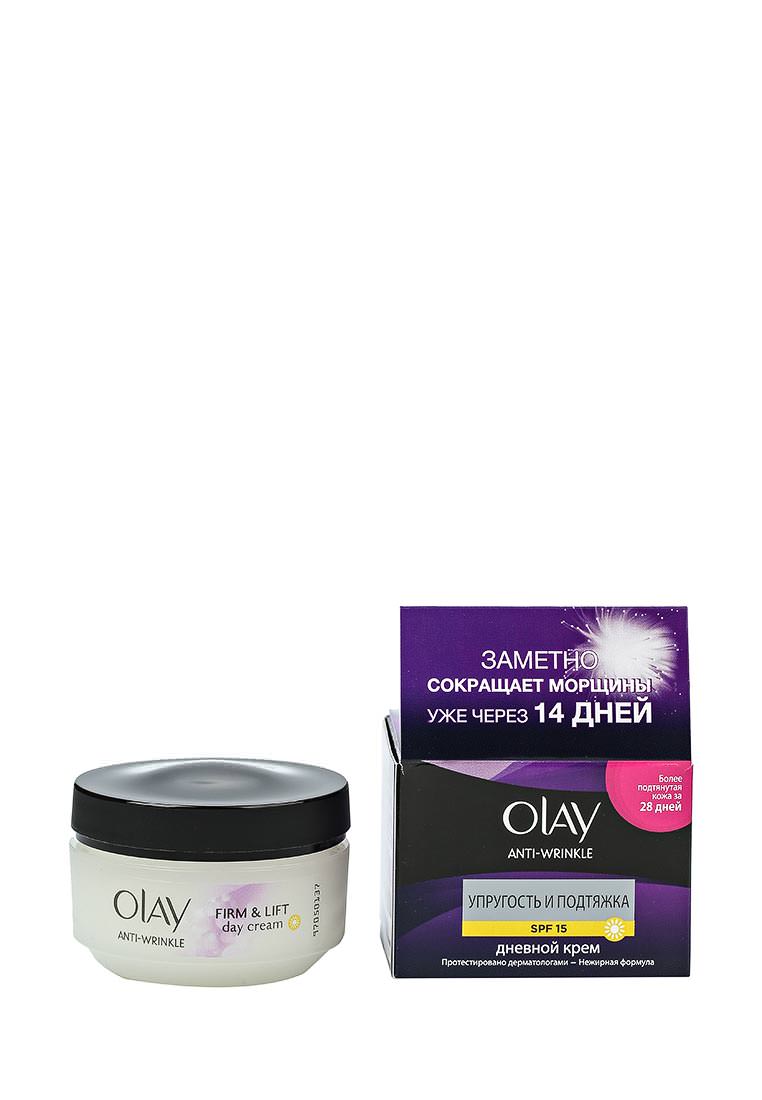 OLAY
ANTI-WRINKLE
FIRM & LIFT
day cream
97050137
ЗАМЕТНО
СОКРАЩАЕТ МОРЩИНЫ
УЖЕ ЧЕРЕЗ 14 ДНЕЙ
Более
подтянутая
кожа за
28 дней
OLAY
ANTI-WRINKLE
УПРУГОСТЬ И ПОДТЯЖКА
SPF 15
дневной крем
Протестировано дерматологами – Нежирная формула